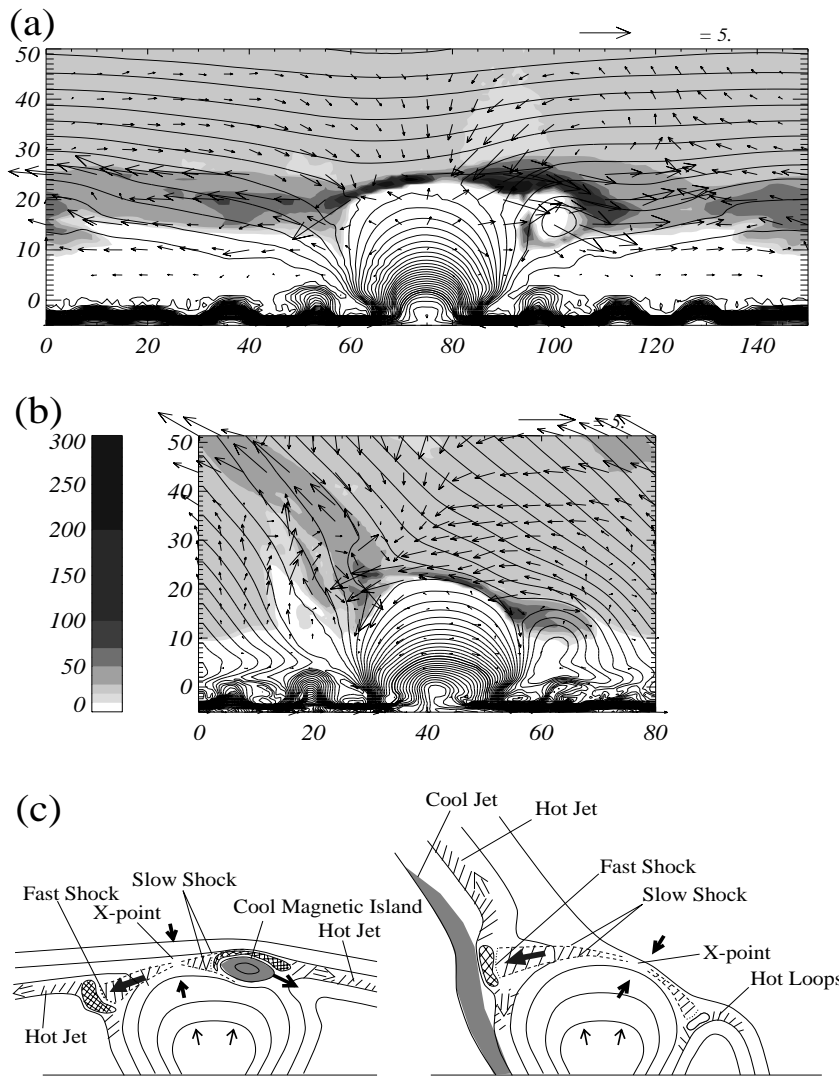 (a)
= 5.
50
40
30
20
10
0
0 20 40 60 80 100 120 140
(b)
= 5.
300
250
200
150
100
50
0
50
40
30
20
10
0
0 20 40 60 80
(c)
Cool Jet
Hot Jet
Fast Shock
Slow Shock
X-point
Cool Magnetic Island
Hot Jet
Hot Jet
Fast Shock
Slow Shock
X-point
Hot Loops